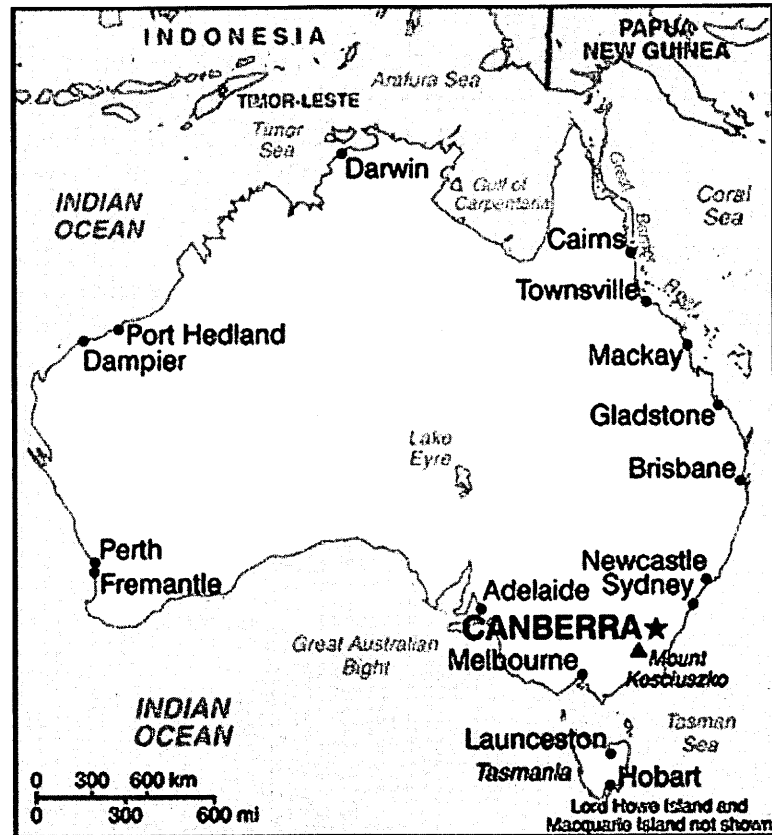 INDONESIA
PAPUA
NEW GUINEA
Arafura Sea
TIMOR-LESTE
Timor
Sea
Darwin
Gulf of
Carpentaria
Great
Barrier
Reef
Coral
Sea
INDIAN
OCEAN
Cairns
Townsville
Port Hedland
Dampier
Mackay
Gladstone
Lake
Eyre
Brisbane
Perth
Fremantle
Newcastle
Sydney
Adelaide
CANBERRA
Great Australian
Bight
Melbourne
Mount
Kosciuszko
INDIAN
OCEAN
Tasman
Sea
Launceston
Tasmania
Hobart
0 300 600 km
0 300 600 mi
Lord Howe Island and
Macquarie Island not shown